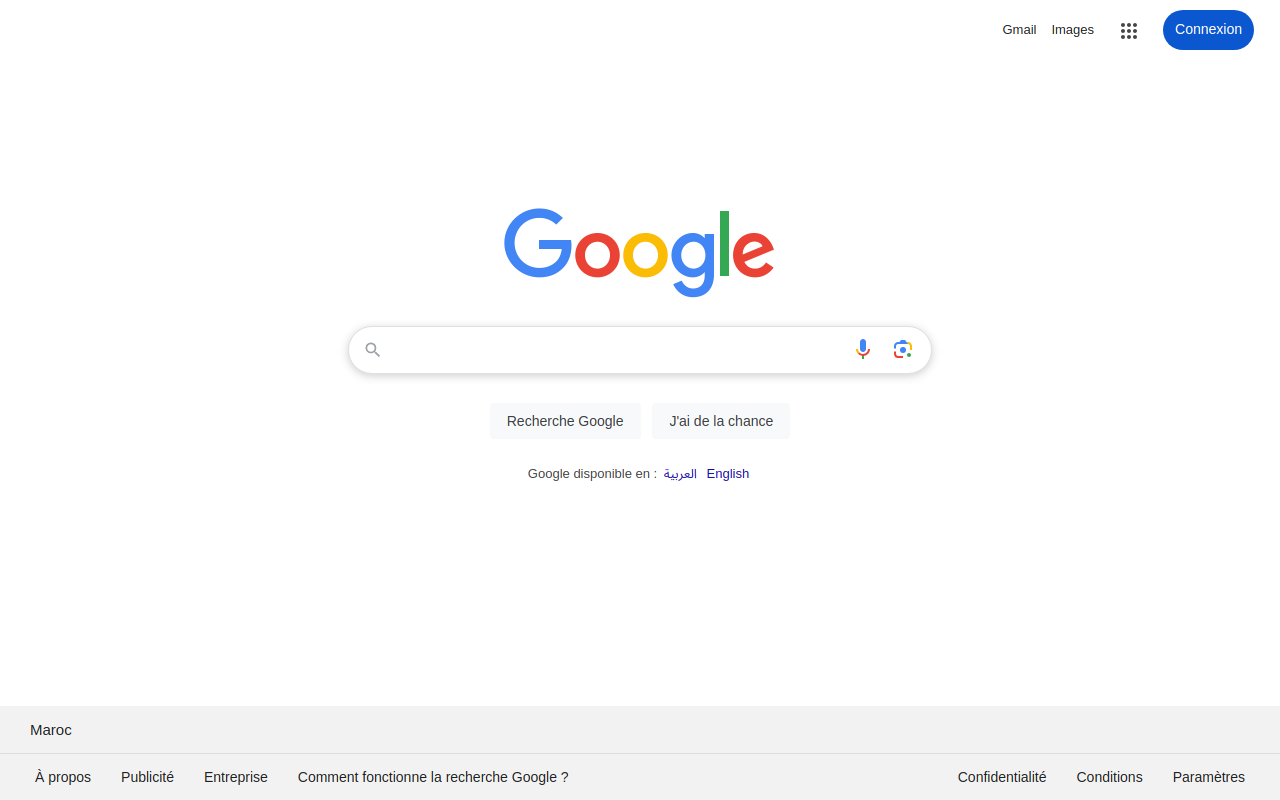 Gmail Images Connexion
Google
Recherche Google J'ai de la chance
Google disponible en : العربية English
Maroc
À propos Publicité Entreprise Comment fonctionne la recherche Google ? Confidentialité Conditions Paramètres